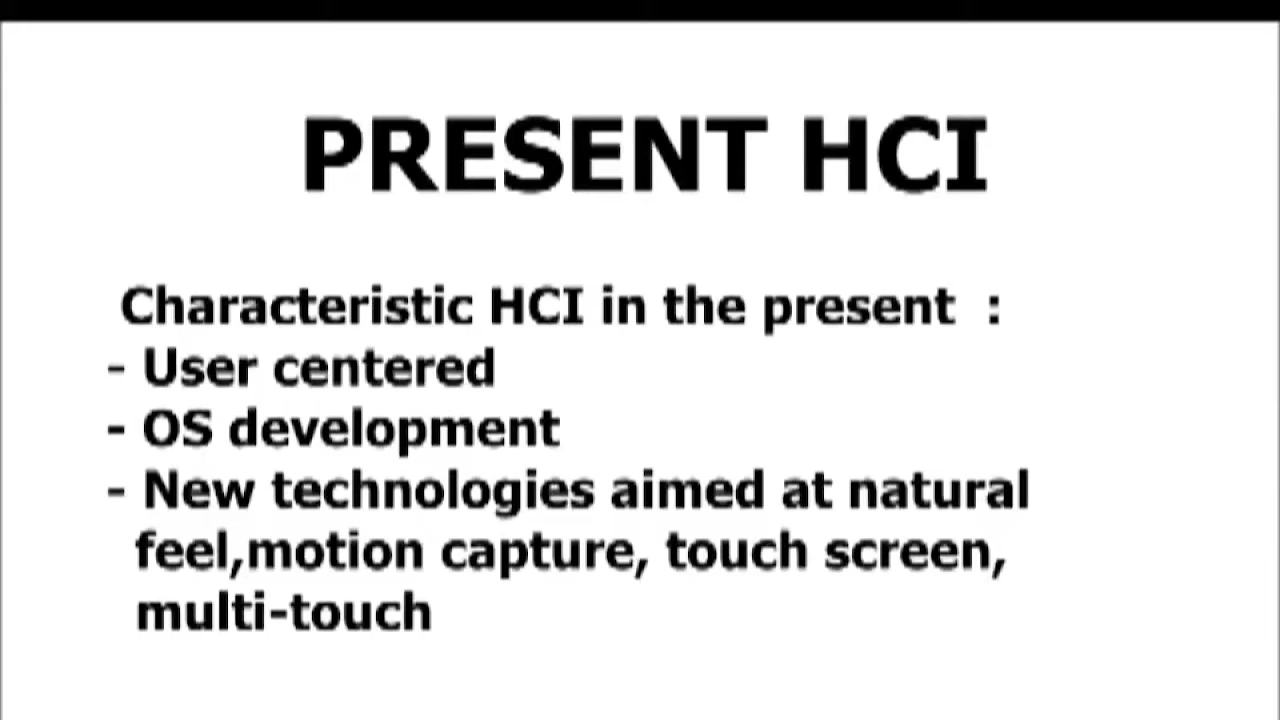 PRESENT HCI
Characteristic HCI in the present :
- User centered
- OS development
- New technologies aimed at natural
feel,motion capture, touch screen,
multi-touch